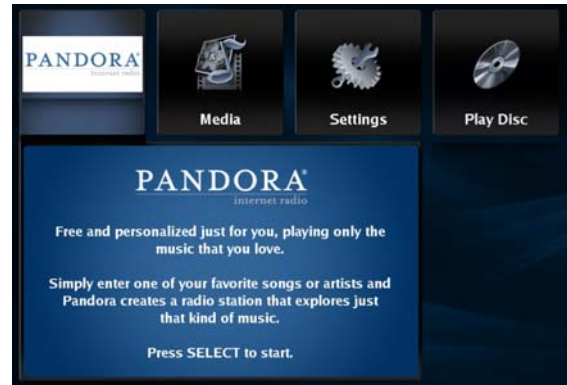 PANDORA®
internet radio
Media
Settings
Play Disc
PANDORA®
internet radio
Free and personalized just for you, playing only the
music that you love.
Simply enter one of your favorite songs or artists and
Pandora creates a radio station that explores just
that kind of music.
Press SELECT to start.